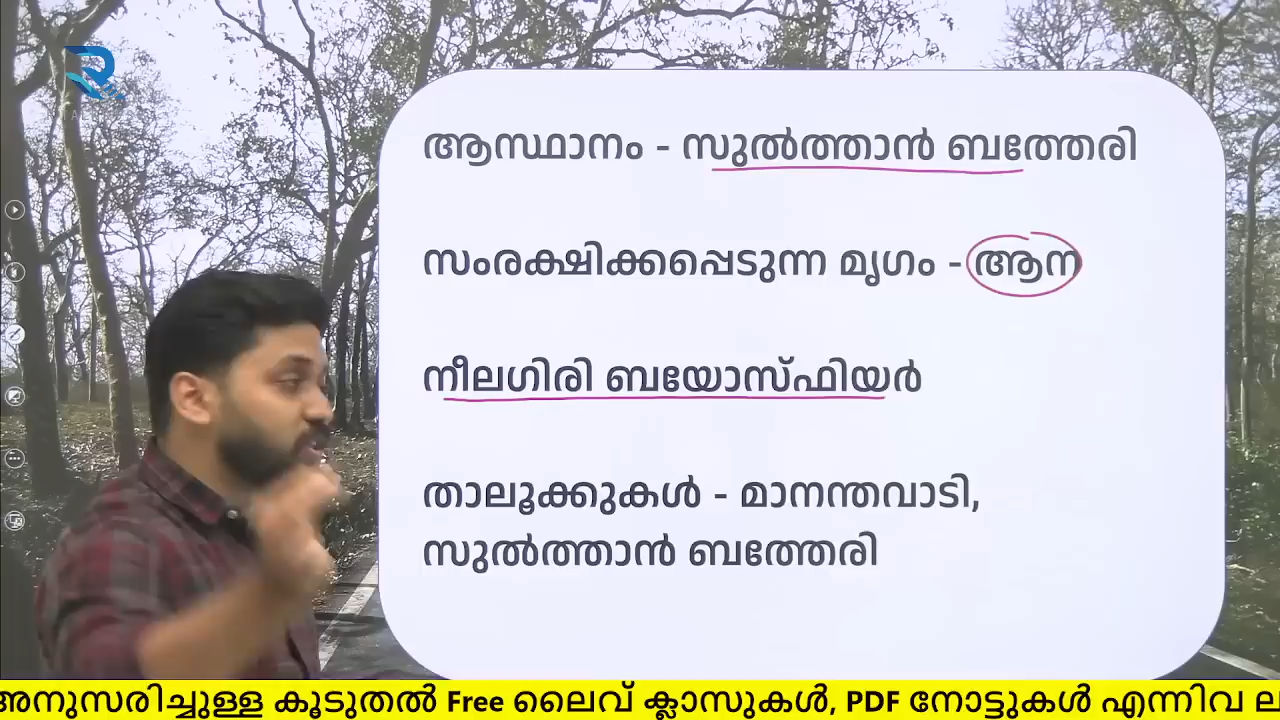 ആസ്ഥാനം - സുൽത്താൻ ബത്തേരി
സംരക്ഷിക്കപ്പെടുന്ന മൃഗം - ആന
നീലഗിരി ബയോസ്ഫിയർ
താലൂക്കുകൾ - മാനന്തവാടി,
സുൽത്താൻ ബത്തേരി
അനുസരിച്ചുള്ള കൂടുതൽ Free ലൈവ് ക്ലാസുകൾ, PDF നോട്ടുകൾ എന്നിവ